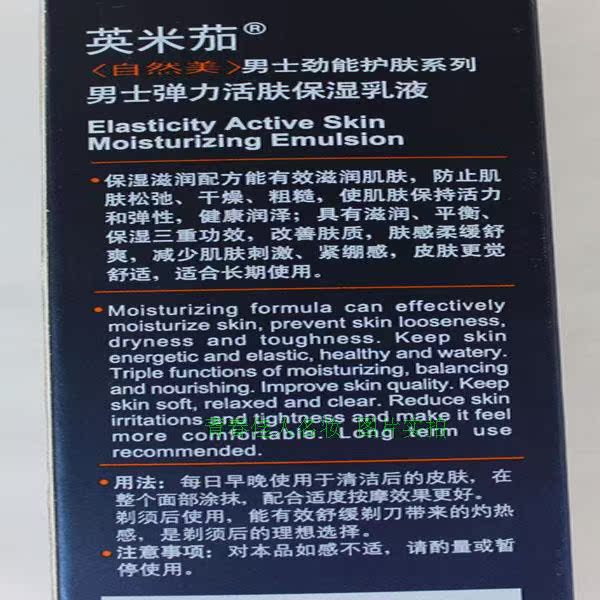 英米茄®
<自然美>男士劲能护肤系列
男士弹力活肤保湿乳液
Elasticity Active Skin
Moisturizing Emulsion
•保湿滋润配方能有效滋润肌肤，防止肌
肤松弛、干燥、粗糙，使肌肤保持活力
和弹性，健康润泽；具有滋润、平衡、
保湿三重功效，改善肤质，肤感柔缓舒
爽，减少肌肤刺激、紧绷感，皮肤更觉
舒适，适合长期使用。
•Moisturizing formula can effectively
moisturize skin, prevent skin looseness,
dryness and toughness. Keep skin
energetic and elastic, healthy and watery.
Triple functions of moisturizing, balancing
and nourishing. Improve skin quality. Keep
skin soft, relaxed and clear. Reduce skin
irritations and tightness and make it feel
青春佳人名妆 图片实拍
more comfortable. Long term use
recommended.
•用法：每日早晚使用于清洁后的皮肤，在
整个面部涂抹，配合适度按摩效果更好。
剃须后使用，能有效舒缓剃刀带来的灼热
感，是剃须后的理想选择。
•注意事项：对本品如感不适，请酌量或暂
停使用。